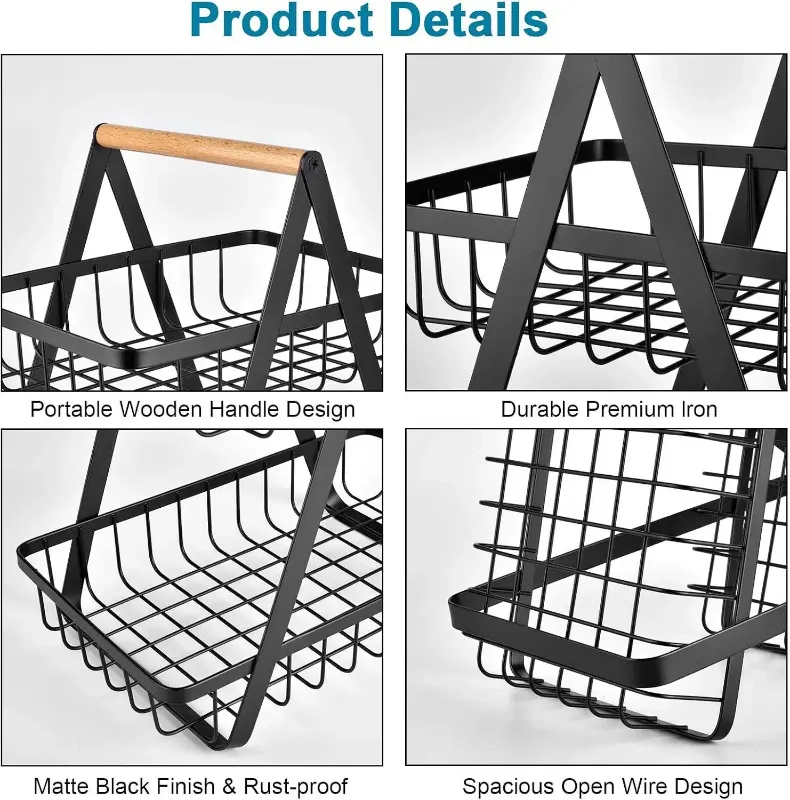 Product Details
Portable Wooden Handle Design
Durable Premium Iron
Matte Black Finish & Rust-proof
Spacious Open Wire Design